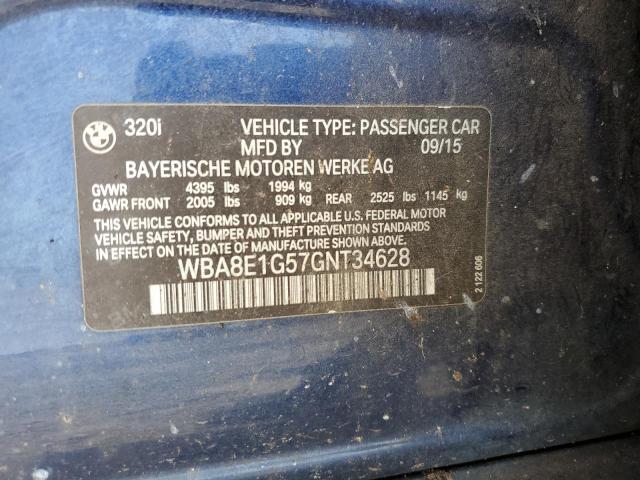 320i VEHICLE TYPE: PASSENGER CAR
MFD BY 09/15
BAYERISCHE MOTOREN WERKE AG
GVWR 4395 lbs 1994 kg
GAWR FRONT 2005 lbs 909 kg REAR 2525 lbs 1145 kg
THIS VEHICLE CONFORMS TO ALL APPLICABLE U.S. FEDERAL MOTOR
VEHICLE SAFETY, BUMPER AND THEFT PREVENTION STANDARDS
IN EFFECT ON THE DATE OF MANUFACTURE SHOWN ABOVE.
WBA8E1G57GNT34628
2 122 606